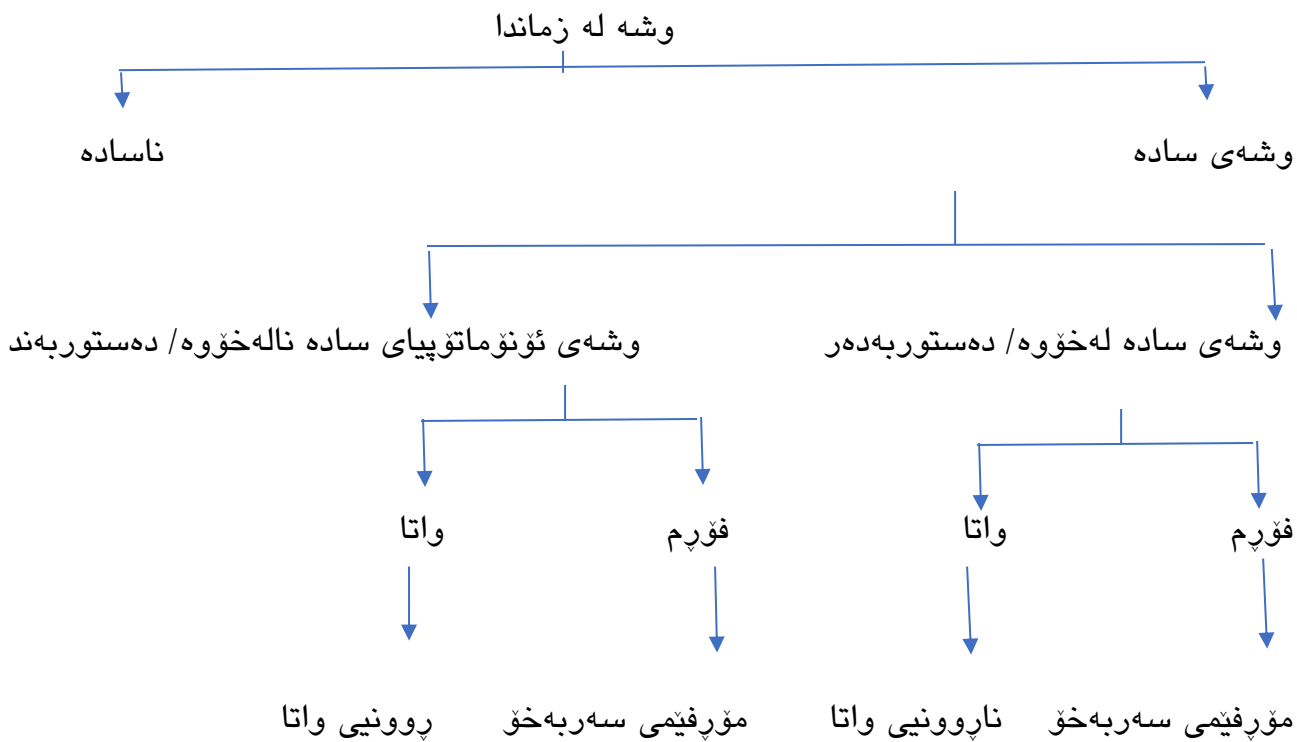 وشە لە زماندا
وشەی سادە
ناسادە
وشەی سادە لەخۆوە/ دەستوربەدەر
وشەی ئۆنۆماتۆپیای سادە نالەخۆوە/ دەستوربەند
فۆڕم
واتا
فۆڕم
واتا
مۆڕفێمی سەربەخۆ
ناڕوونیی واتا
مۆڕفێمی سەربەخۆ
ڕوونیی واتا